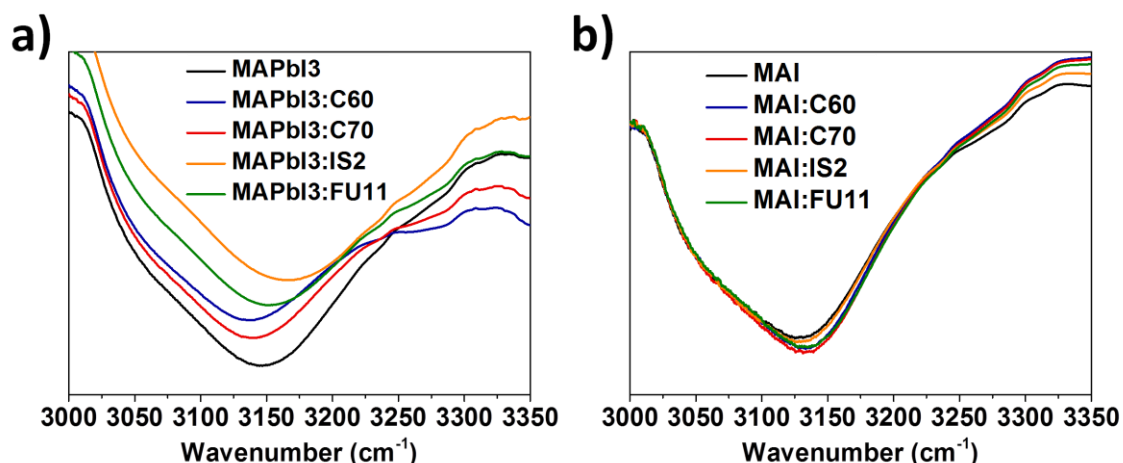 a)
MAPbI3
MAPbI3:C60
MAPbI3:C70
MAPbI3:IS2
MAPbI3:FU11
3000 3050 3100 3150 3200 3250 3300 3350
Wavenumber (cm⁻¹)
b)
MAI
MAI:C60
MAI:C70
MAI:IS2
MAI:FU11
3000 3050 3100 3150 3200 3250 3300 3350
Wavenumber (cm⁻¹)